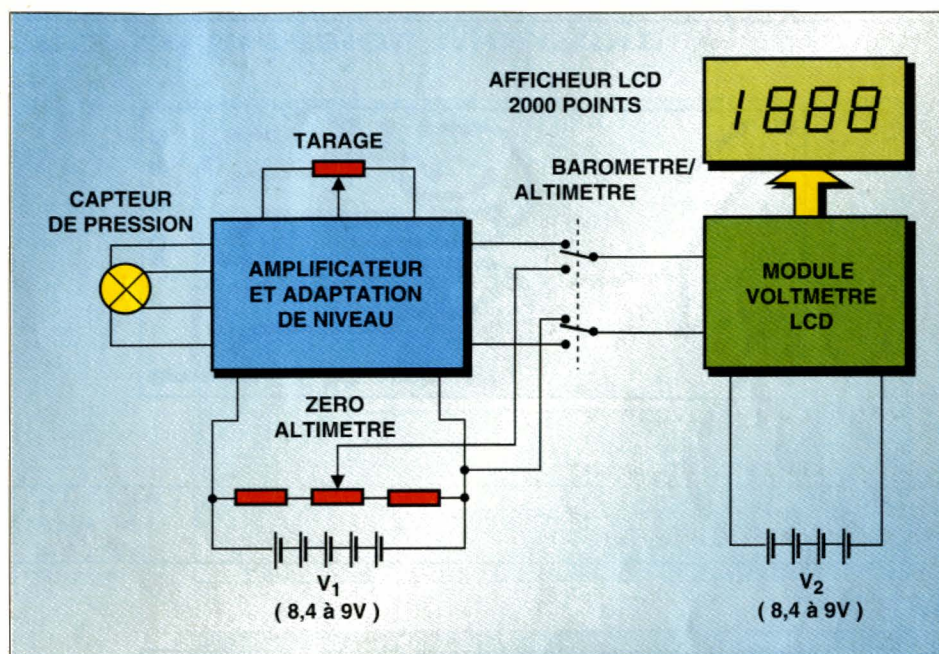 AFFICHEUR LCD
2000 POINTS
1888
TARAGE
BAROMETRE/
ALTIMETRE
CAPTEUR
DE PRESSION
AMPLIFICATEUR
ET ADAPTATION
DE NIVEAU
MODULE
VOLTMETRE
LCD
ZERO
ALTIMETRE
V1
( 8,4 à 9V )
V2
( 8,4 à 9V )